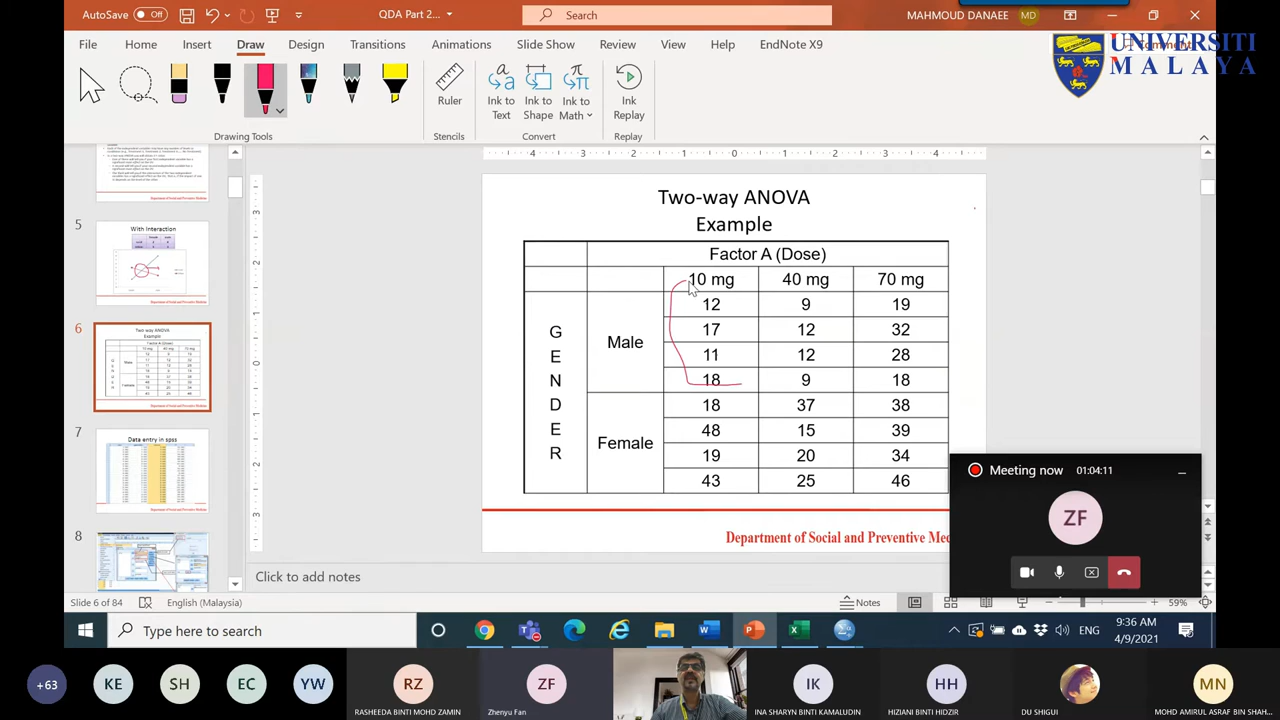 AutoSave Off
QDA Part 2...
Search
MAHMOUD DANAEE MD
File Home Insert Draw Design Transitions Animations Slide Show Review View Help EndNote X9
UNIVERSITI
MALAYA
Ruler
Ink to Text
Ink to Shape
Ink to Math
Ink Replay
Drawing Tools Stencils Convert Replay
5
With Interaction
6
Two way ANOVA
Example
7
Data entry in spss
8
Two-way ANOVA
Example
Factor A (Dose)
10 mg 40 mg 70 mg
GENDER
Male
12 9 19
17 12 32
11 12 28
18 9 18
Female
18 37 38
48 15 39
19 20 34
43 25 46
Department of Social and Preventive Med
Meeting now 01:04:11
ZF
Click to add notes
Slide 6 of 84 English (Malaysia) Notes 59%
Type here to search
ENG
9:36 AM
4/9/2021
+63 KE SH EC YW RZ ZF IK HH MN
RASHEEDA BINTI MOHD ZAMIN
Zhenyu Fan
INA SHARYN BINTI KAMALUDIN
HIZIANI BINTI HIDZIR
DU SHIGUI
MOHD AMIRUL ASRAF BIN SHAH...